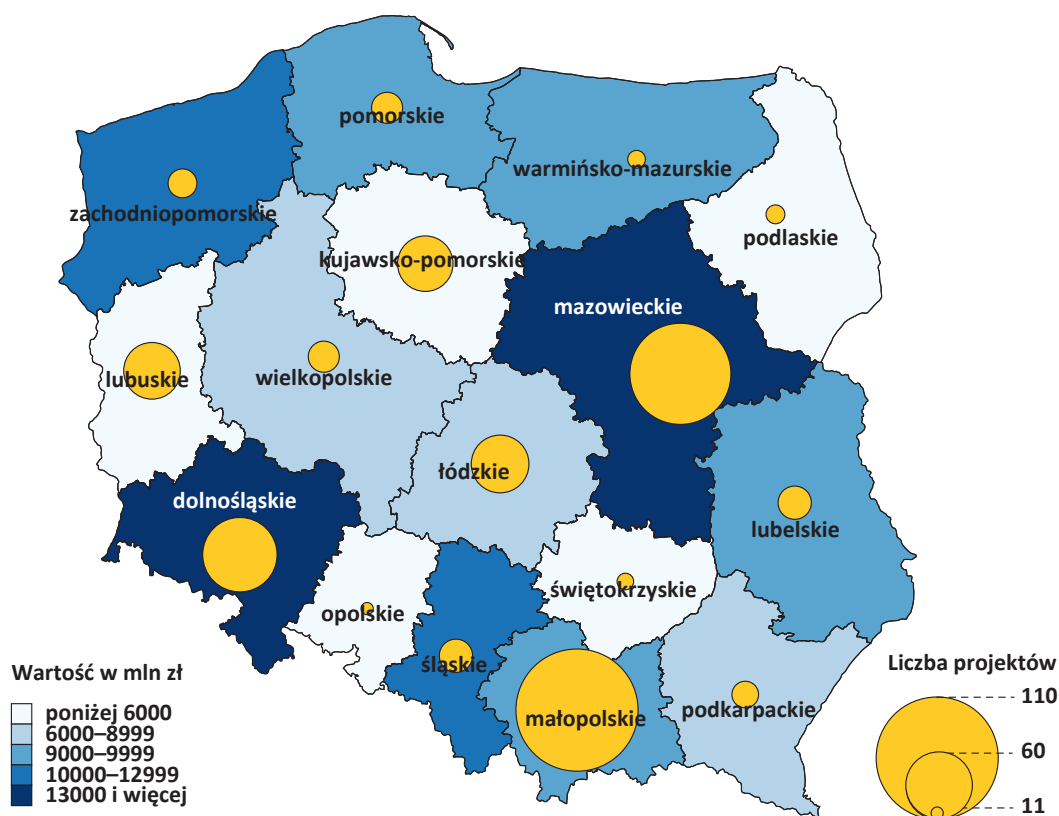 pomorskie
warmińsko-mazurskie
zachodniopomorskie
podlaskie
kujawsko-pomorskie
mazowieckie
lubuskie
wielkopolskie
łódzkie
dolnośląskie
lubelskie
świętokrzyskie
opolskie
śląskie
małopolskie
podkarpackie
Wartość w mln zł
poniżej 6000
6000–8999
9000–9999
10000–12999
13000 i więcej
Liczba projektów
110
60
11